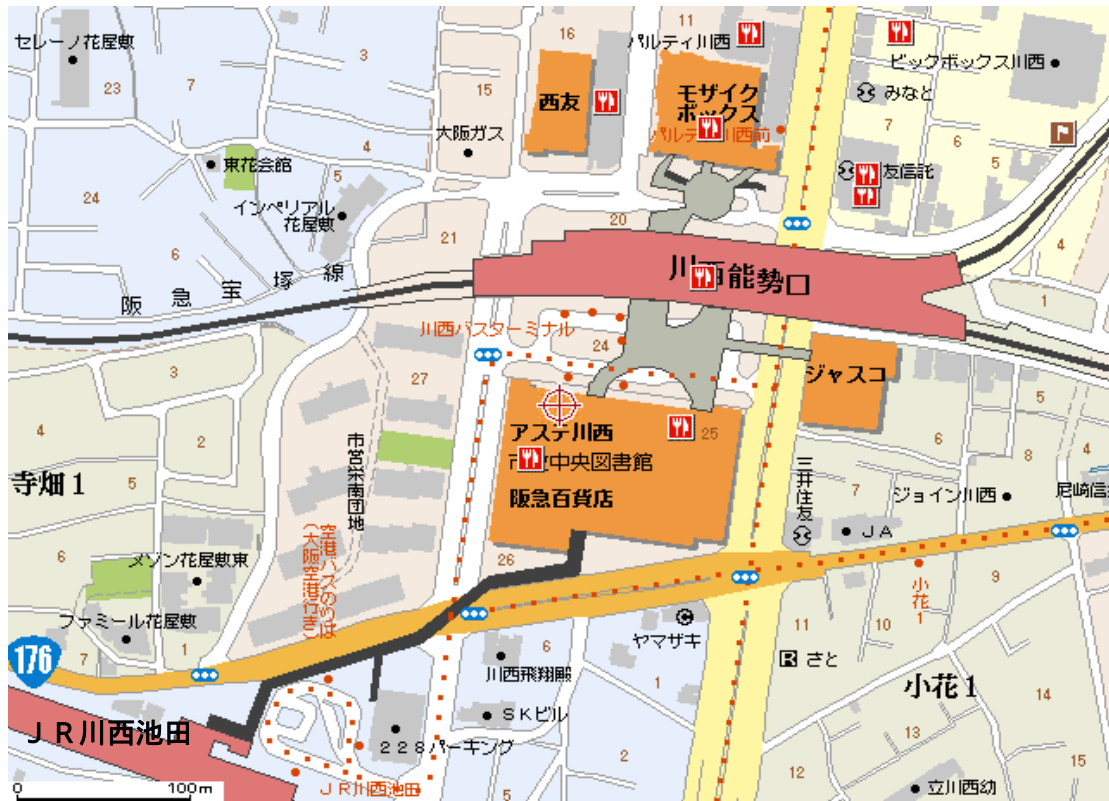 セレーノ花屋敷
23
7
3
16
11
パルティ川西
ビックボックス川西
15
西友
モザイク
ボックス
みなと
大阪ガス
パルテ
西前
7
6
5
東花会館
4
5
友信託
24
インペリアル
花屋敷
20
21
6
4
阪急宝塚線
川西能勢口
1
川西バスターミナル
24
3
27
ジャスコ
5
4
2
アステ川西
25
6
市営栄南団地
中央図書館
8
4
寺畑1
5
阪急百貨店
三井住友
7
ジョイン川西
尼崎信
空港バスのりば
(大阪空港行き)
JA
6
メゾン花屋敷東
26
小花1
9
ファミール花屋敷
11
10
ヤマザキ
176
7
1
6
川西飛翔殿
R さと
1
小花1
14
JR川西池田
SKビル
13
228パーキング
2
12
15
0 100m
JR川西池田
5
立川西幼